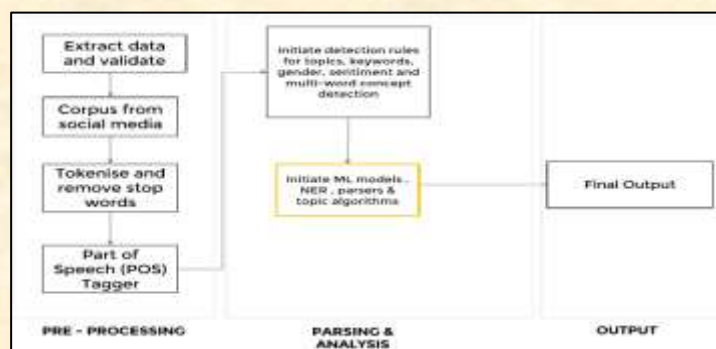 Extract data
and validate
Corpus from
social media
Tokenise and
remove stop
words
Part of
Speech (POS)
Tagger
Initiate detection rules
for topics, keywords,
gender, sentiment and
multi-word concept
detection
Initiate ML models ,
NER , parsers &
topic algorithms
Final Output
PRE - PROCESSING
PARSING &
ANALYSIS
OUTPUT